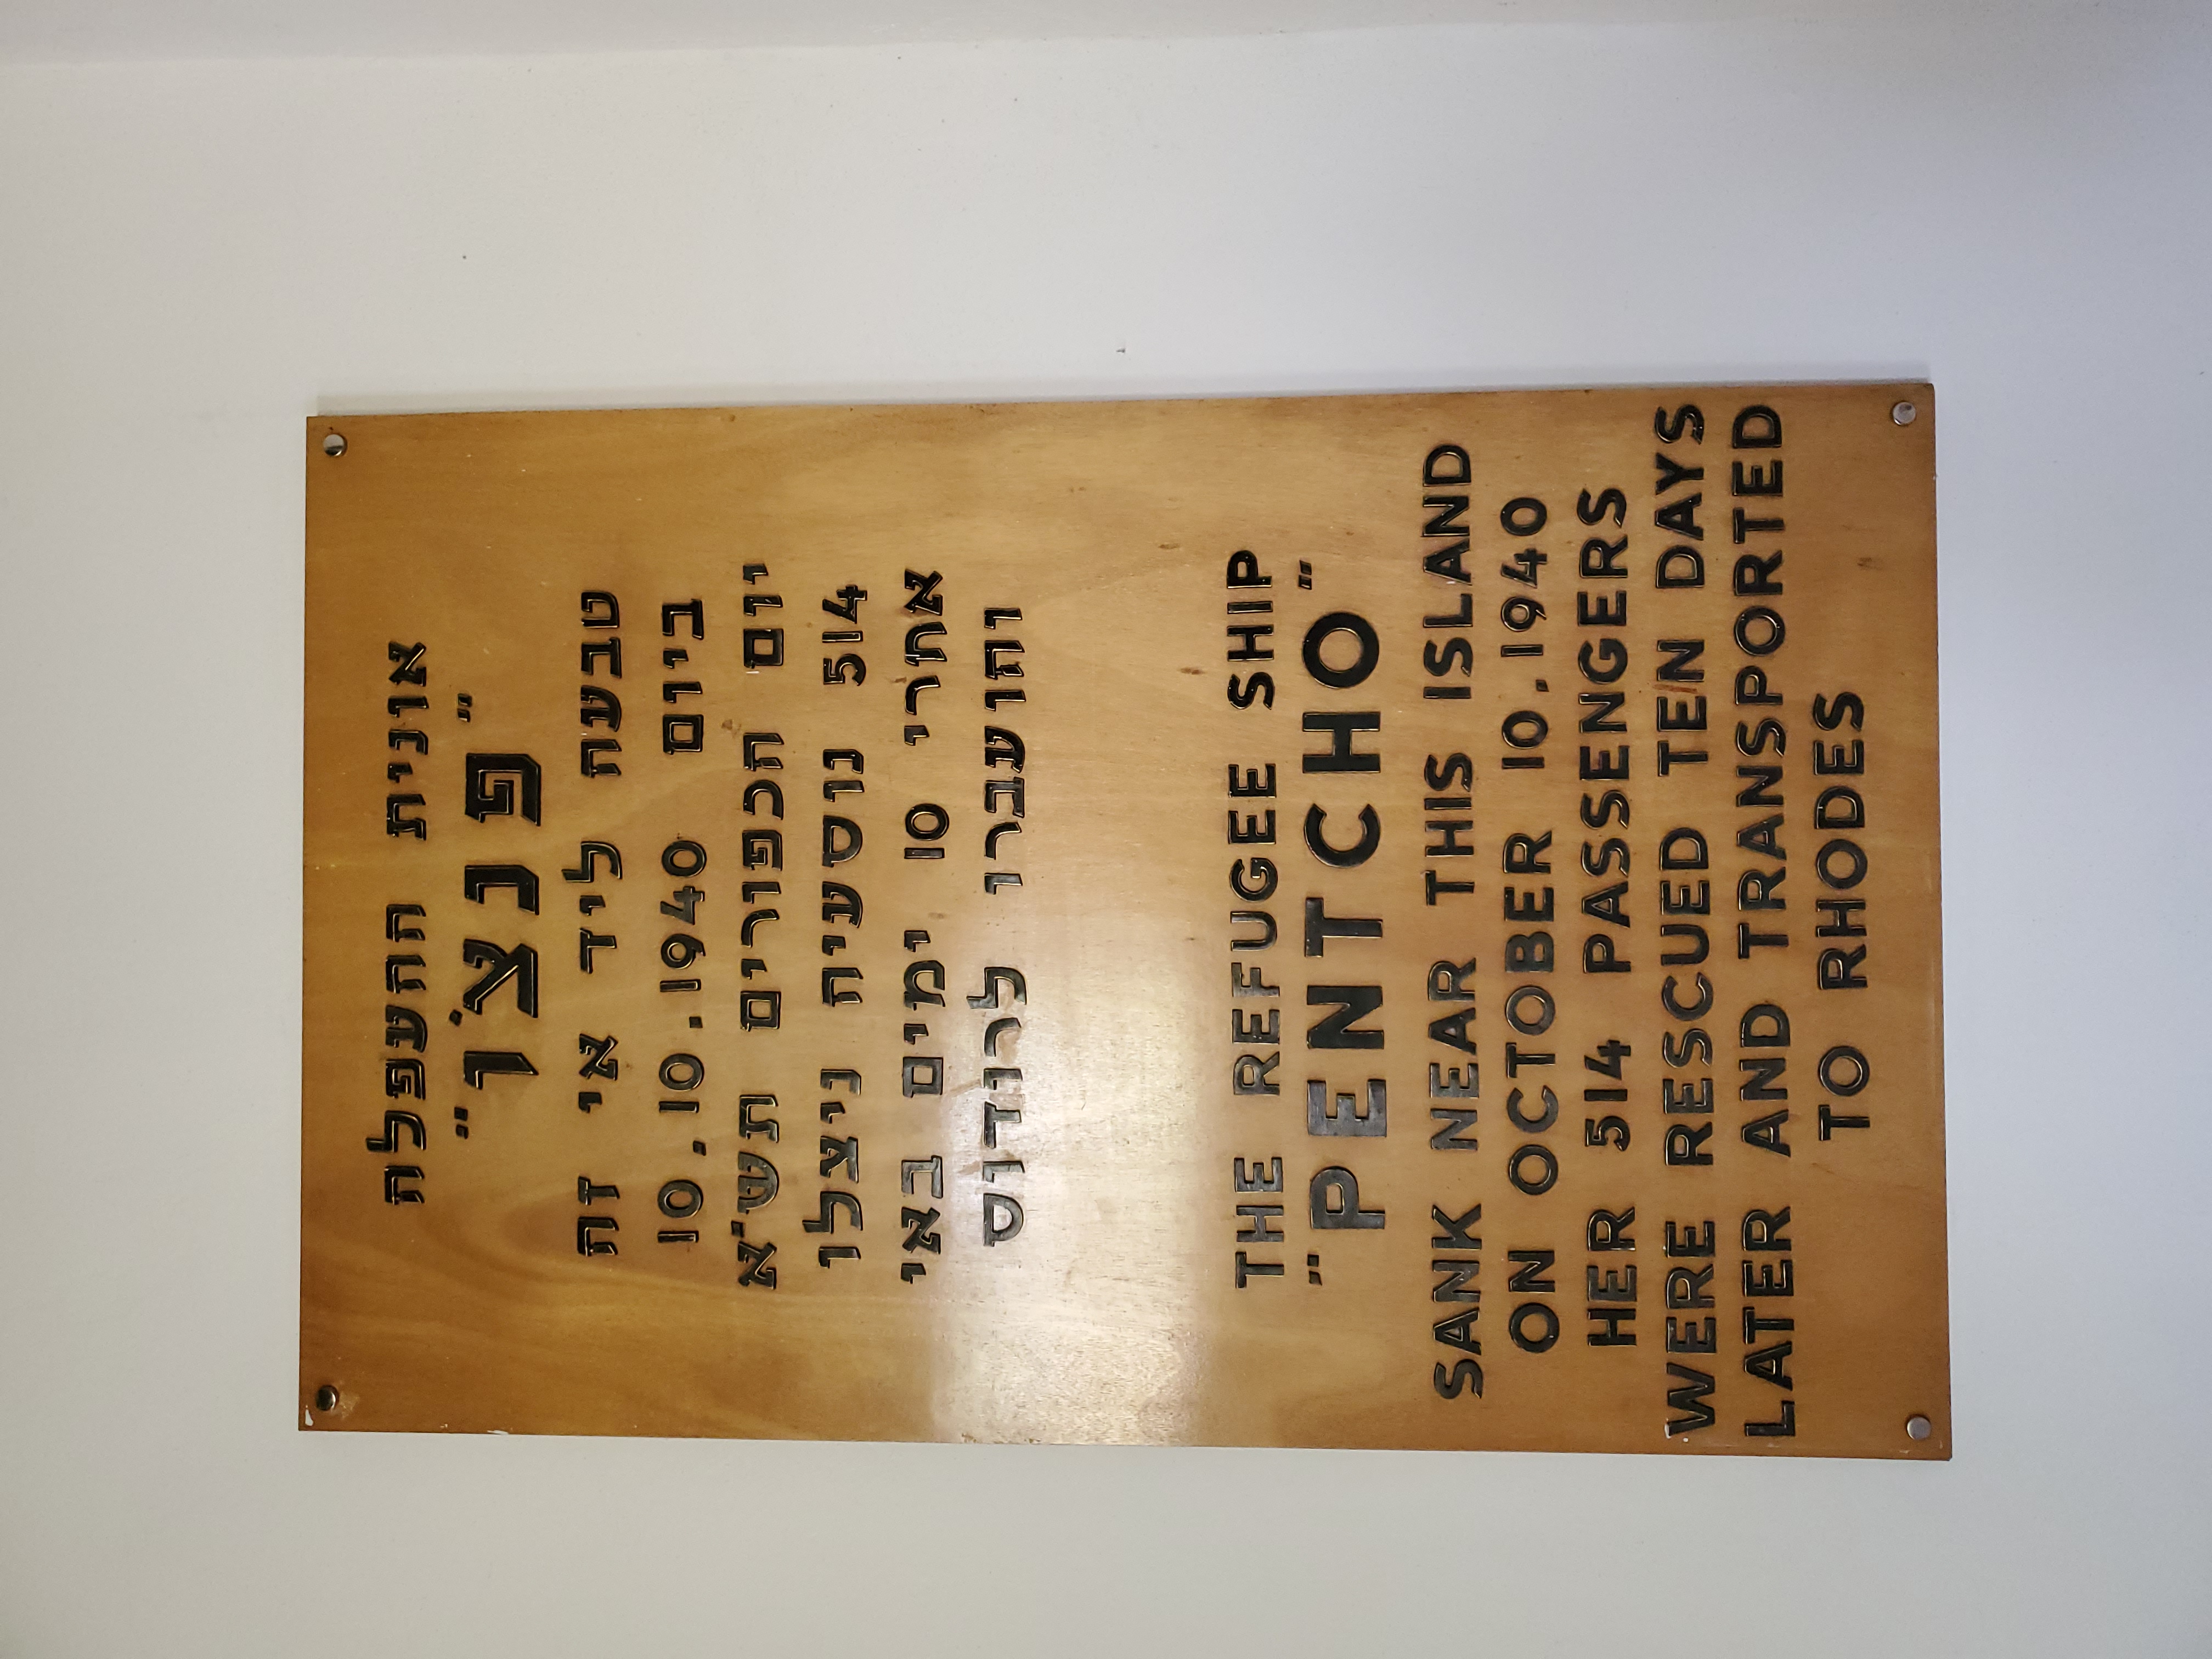 אונית ההעפלה
"פנצ'ו"
טבעה ליד אי זה
ביום 10.10.1940
יום הכפורים תש"א
514 נוסעיה ניצלו
אחרי 10 ימים באי
והועברו לרודוס
THE REFUGEE SHIP
"PENTCHO"
SANK NEAR THIS ISLAND
ON OCTOBER 10.1940
HER 514 PASSENGERS
WERE RESCUED TEN DAYS
LATER AND TRANSPORTED
TO RHODES